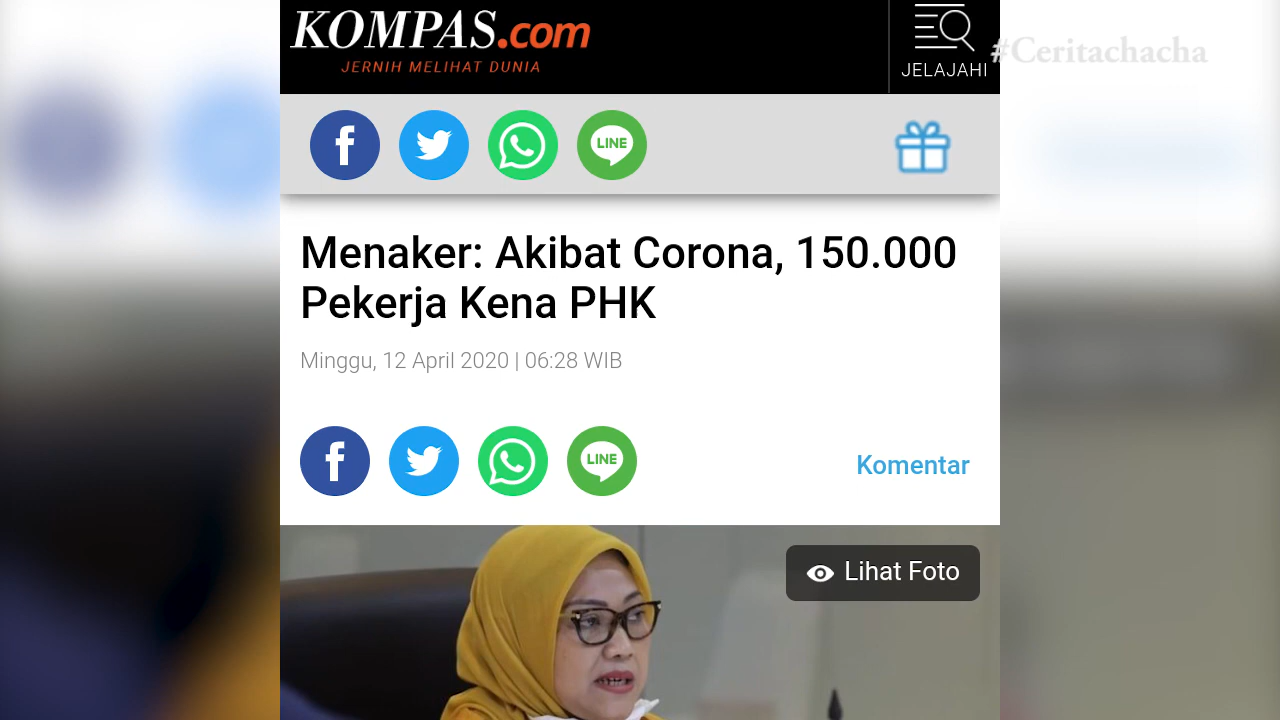 KOMPAS.com
JERNIH MELIHAT DUNIA
JELAJAHI
#Ceritachacha
LINE
Menaker: Akibat Corona, 150.000
Pekerja Kena PHK
Minggu, 12 April 2020 | 06:28 WIB
LINE
Komentar
Lihat Foto